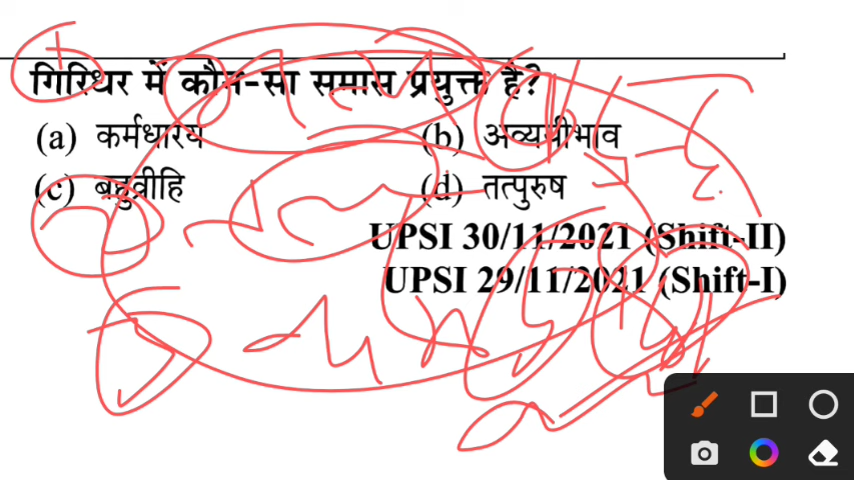 गिरिधर में कौन-सा समास प्रयुक्त है?
(a) कर्मधारय (b) अव्ययीभाव
(c) बहुव्रीहि (d) तत्पुरुष
UPSI 30/11/2021 (Shift-II)
UPSI 29/11/2021 (Shift-I)